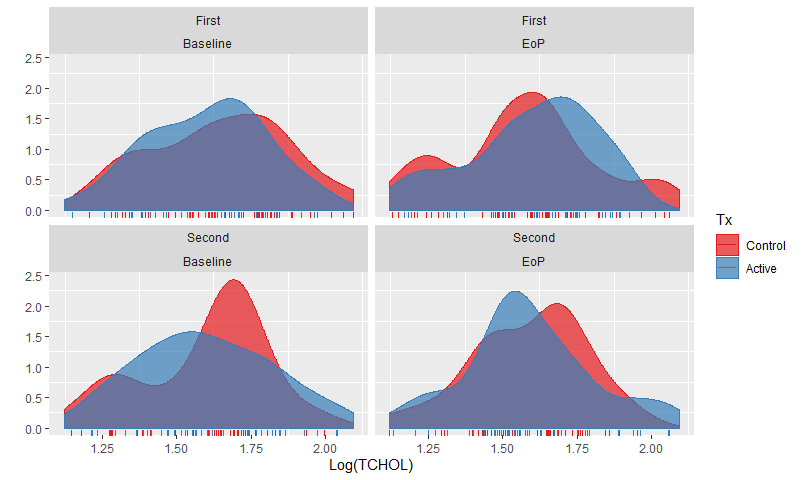 First
First
Baseline
EoP
2.5
2.0
1.5
1.0
0.5
0.0
Second
Second
Baseline
EoP
2.5
2.0
1.5
1.0
0.5
0.0
1.25 1.50 1.75 2.00
1.25 1.50 1.75 2.00
Log(TCHOL)
Tx
Control
Active